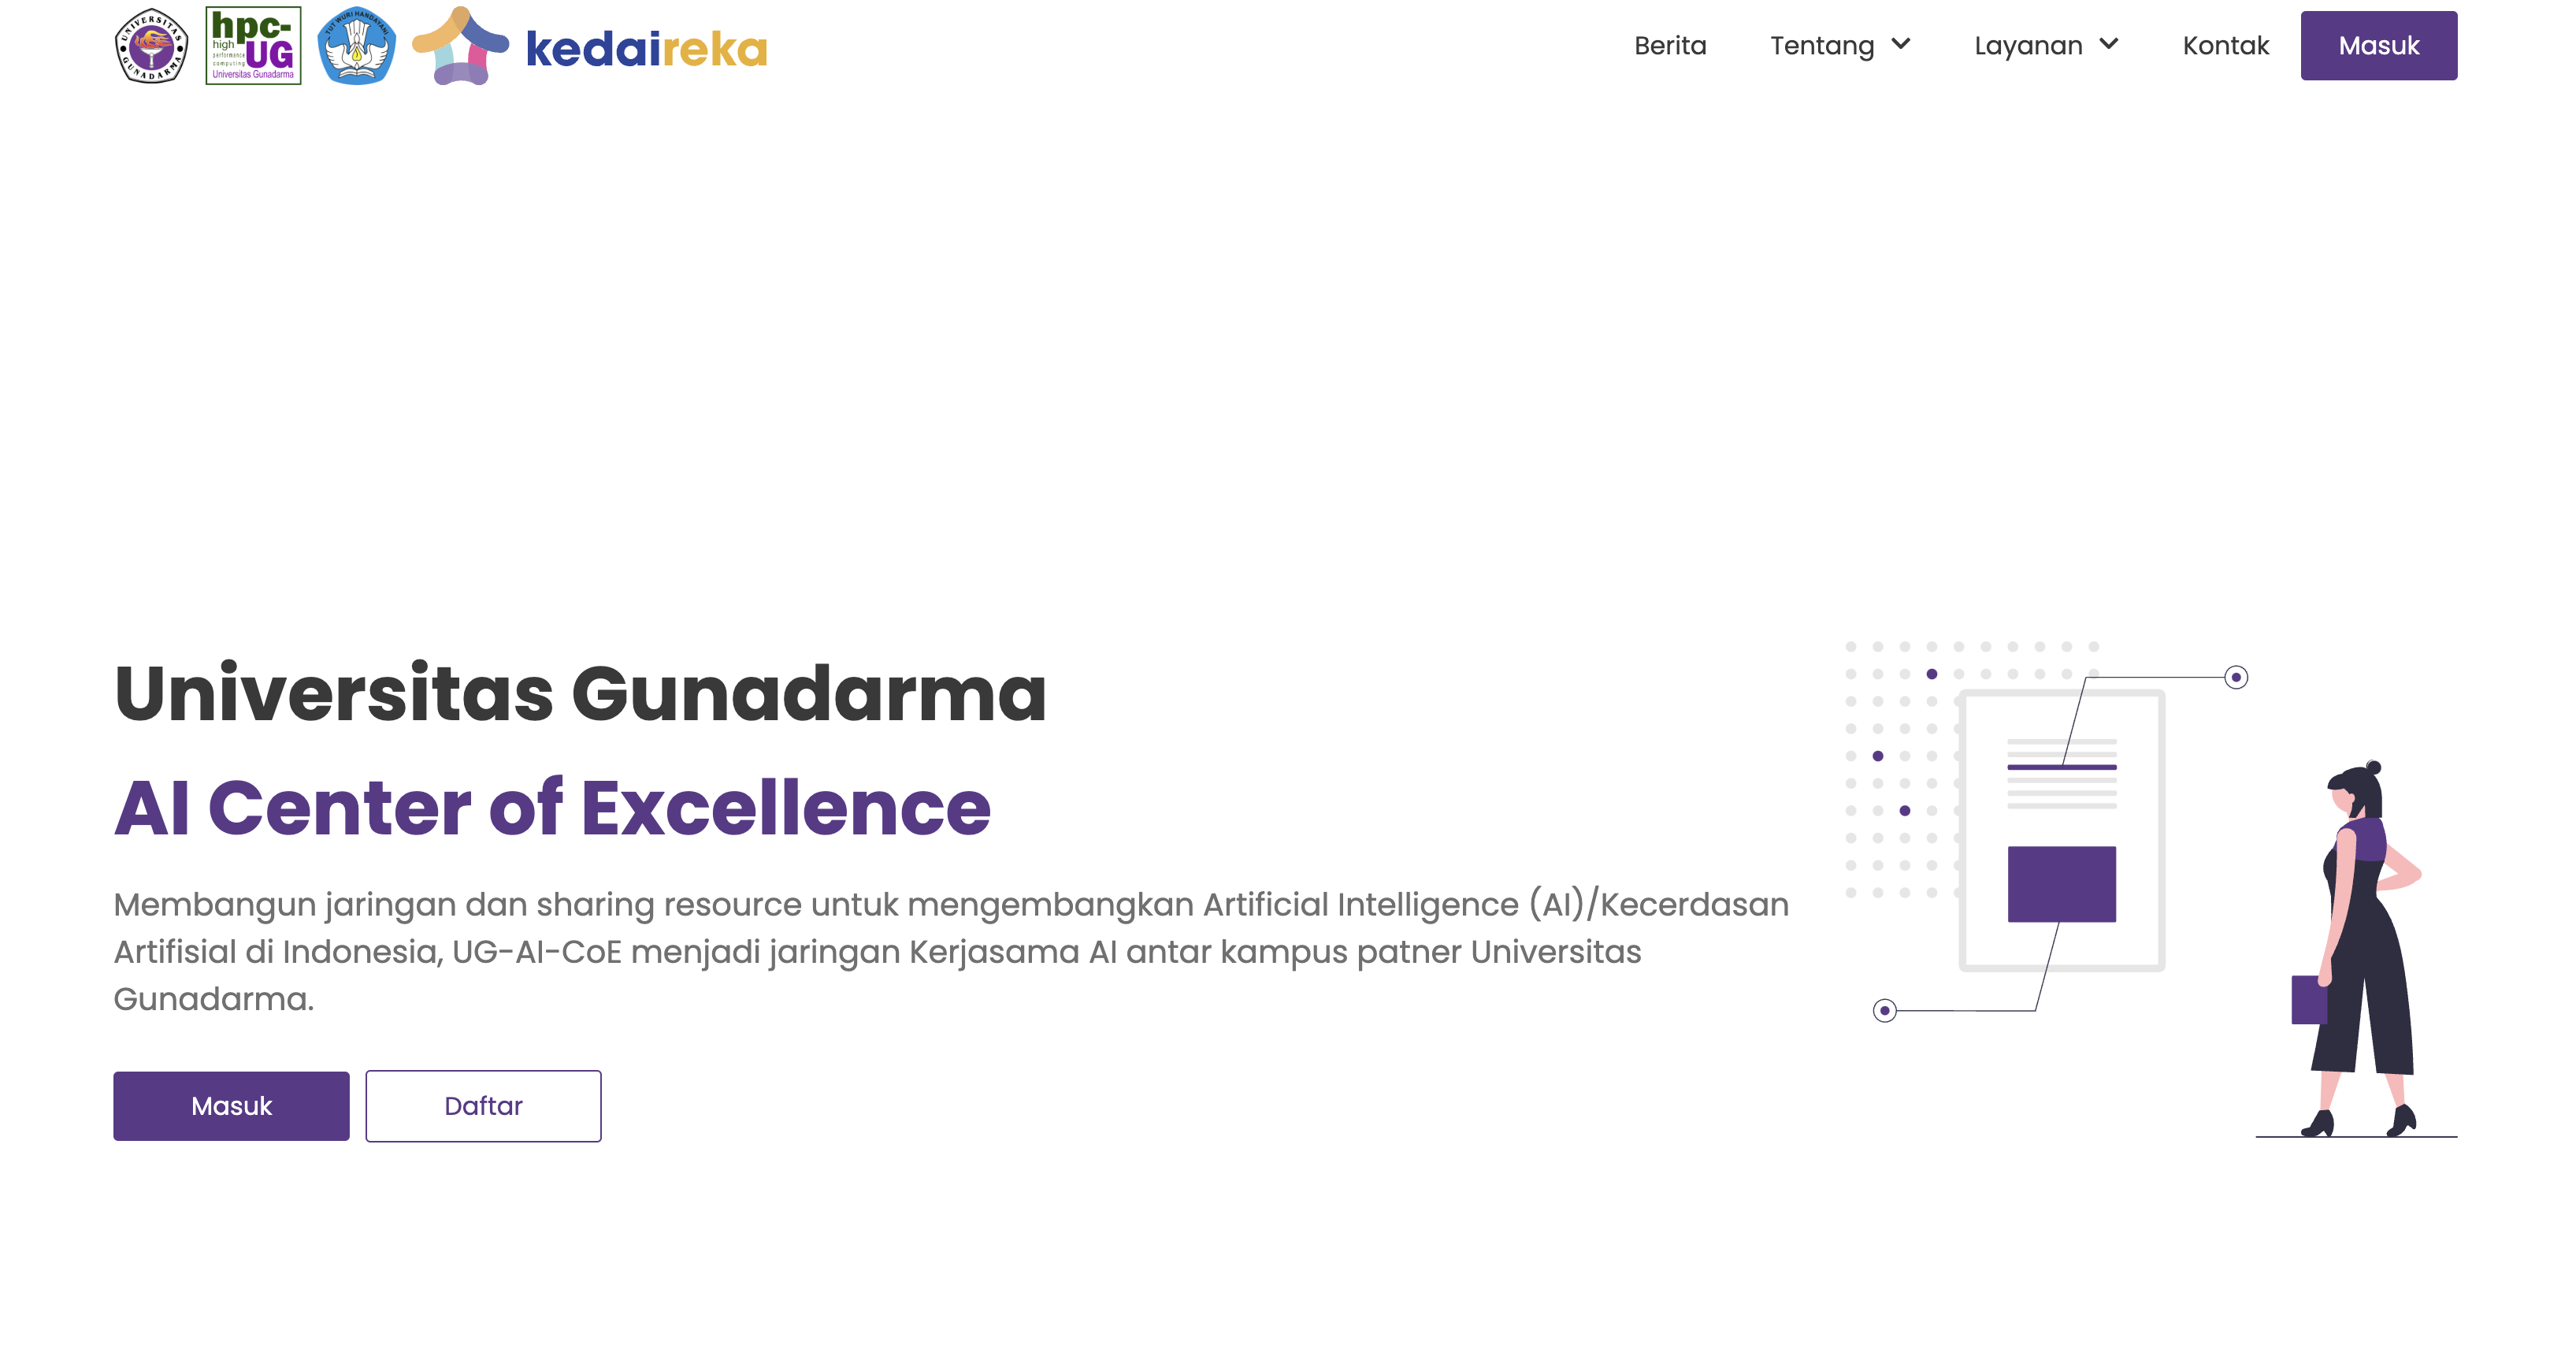 UNIVERSITAS GUNADARMA
hpc-
high
performance
computing
UG
Universitas Gunadarma
TUT WURI HANDAYANI
kedaireka
Berita
Tentang
Layanan
Kontak
Masuk
Universitas Gunadarma
AI Center of Excellence
Membangun jaringan dan sharing resource untuk mengembangkan Artificial Intelligence (AI)/Kecerdasan
Artifisial di Indonesia, UG-AI-CoE menjadi jaringan Kerjasama AI antar kampus patner Universitas
Gunadarma.
Masuk
Daftar